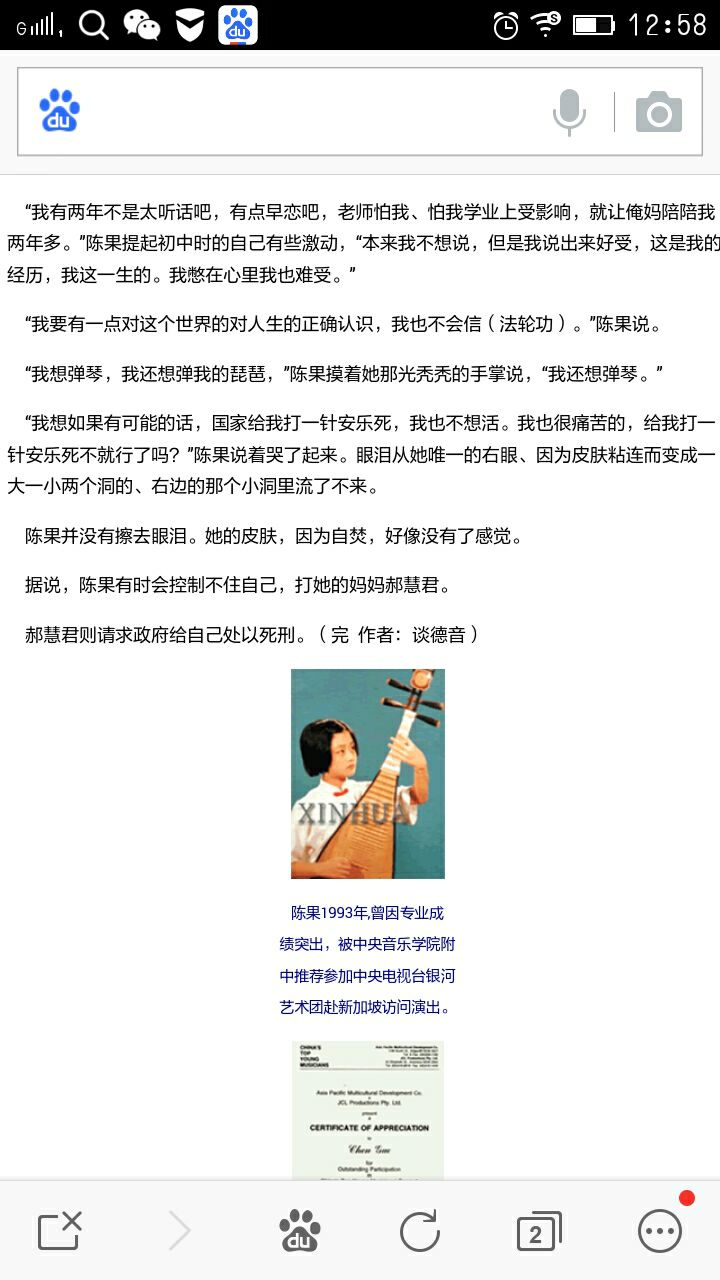 G
du
12:58
du
“我有两年不是太听话吧，有点早恋吧，老师怕我、怕我学业上受影响，就让俺妈陪陪我
两年多。”陈果提起初中时的自己有些激动，“本来我不想说，但是我说出来好受，这是我的
经历，我这一生的。我憋在心里我也难受。”
“我要有一点对这个世界的对人生的正确认识，我也不会信（法轮功）。”陈果说。
“我想弹琴，我还想弹我的琵琶，”陈果摸着她那光秃秃的手掌说，“我还想弹琴。”
“我想如果有可能的话，国家给我打一针安乐死，我也不想活。我也很痛苦的，给我打一
针安乐死不就行了吗？”陈果说着哭了起来。眼泪从她唯一的右眼、因为皮肤粘连而变成一
大一小两个洞的、右边的那个小洞里流了不来。
陈果并没有擦去眼泪。她的皮肤，因为自焚，好像没有了感觉。
据说，陈果有时会控制不住自己，打她的妈妈郝慧君。
郝慧君则请求政府给自己处以死刑。（完 作者：谈德音）
XINHUA
陈果1993年,曾因专业成
绩突出，被中央音乐学院附
中推荐参加中央电视台银河
艺术团赴新加坡访问演出。
CHINA'S
TOP
YOUNG
MUSICIANS
Asia Pacific Multicultural Development Co.
Asia Pacific Multicultural Development Co.
JCL Productions Pty. Ltd.
present
CERTIFICATE OF APPRECIATION
to
Chen Guo
for
Outstanding Participation
du
2